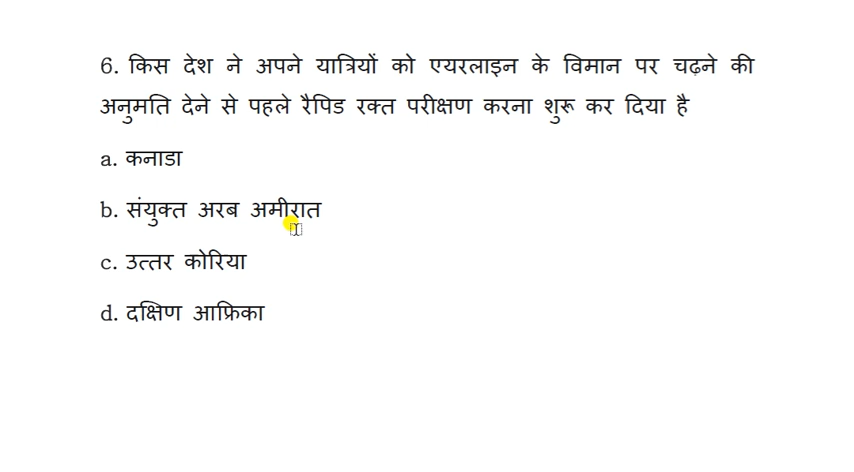 6. किस देश ने अपने यात्रियों को एयरलाइन के विमान पर चढ़ने की
अनुमति देने से पहले रैपिड रक्त परीक्षण करना शुरू कर दिया है
a. कनाडा
b. संयुक्त अरब अमीरात
c. उत्तर कोरिया
d. दक्षिण आफ्रिका